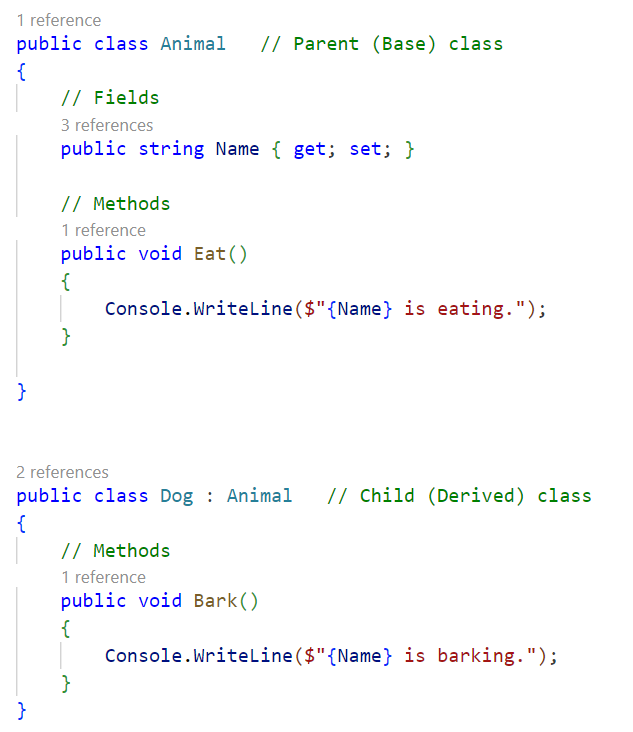 1 reference
public class Animal   // Parent (Base) class
{
    // Fields
    3 references
    public string Name { get; set; }
    // Methods
    1 reference
    public void Eat()
    {
        Console.WriteLine($"{Name} is eating.");
    }
}
2 references
public class Dog : Animal   // Child (Derived) class
{
    // Methods
    1 reference
    public void Bark()
    {
        Console.WriteLine($"{Name} is barking.");
    }
}